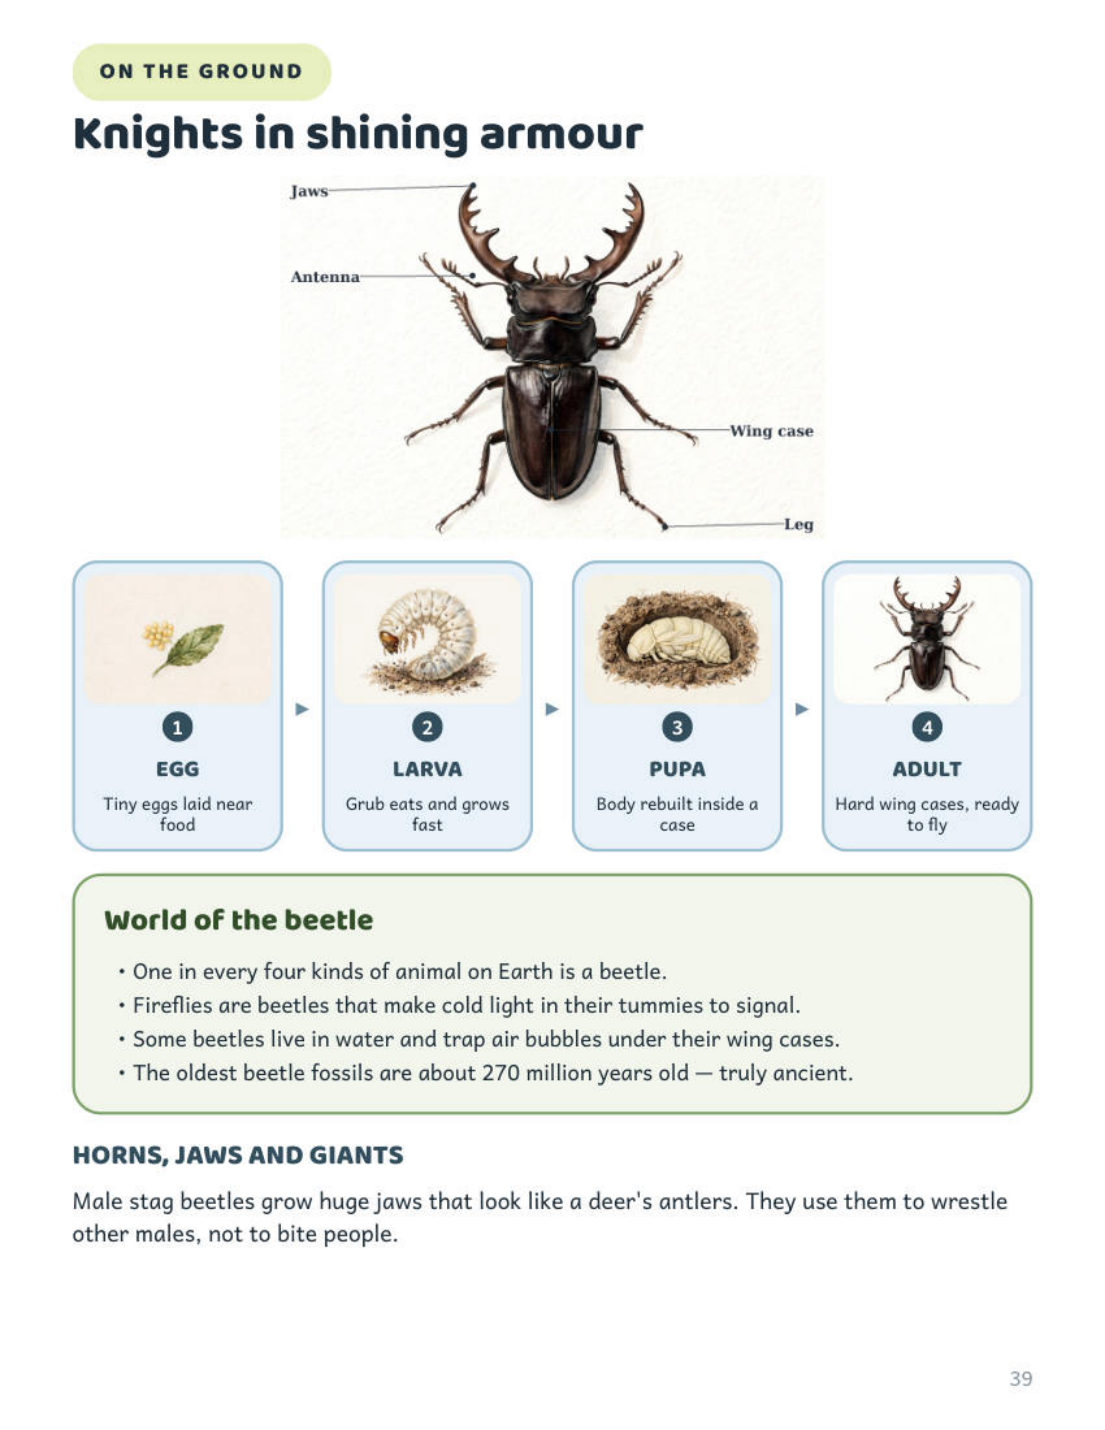 ON THE GROUND
Knights in shining armour
Jaws
Antenna
Wing case
Leg
1
EGG
Tiny eggs laid near
food
2
LARVA
Grub eats and grows
fast
3
PUPA
Body rebuilt inside a
case
4
ADULT
Hard wing cases, ready
to fly
World of the beetle
• One in every four kinds of animal on Earth is a beetle.
• Fireflies are beetles that make cold light in their tummies to signal.
• Some beetles live in water and trap air bubbles under their wing cases.
• The oldest beetle fossils are about 270 million years old — truly ancient.
HORNS, JAWS AND GIANTS
Male stag beetles grow huge jaws that look like a deer's antlers. They use them to wrestle
other males, not to bite people.
39